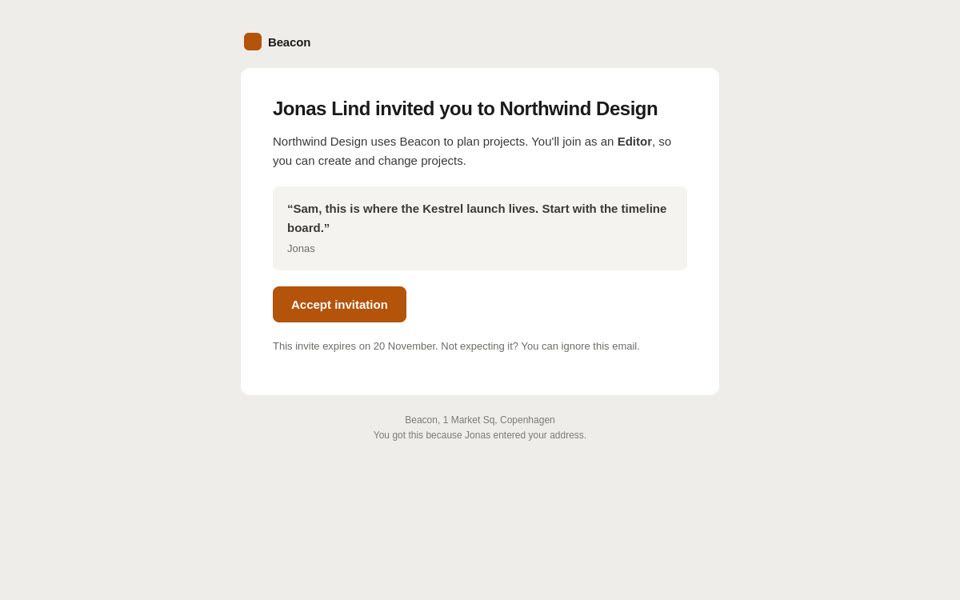 Beacon
Jonas Lind invited you to Northwind Design
Northwind Design uses Beacon to plan projects. You'll join as an Editor, so
you can create and change projects.
“Sam, this is where the Kestrel launch lives. Start with the timeline
board.”
Jonas
Accept invitation
This invite expires on 20 November. Not expecting it? You can ignore this email.
Beacon, 1 Market Sq, Copenhagen
You got this because Jonas entered your address.